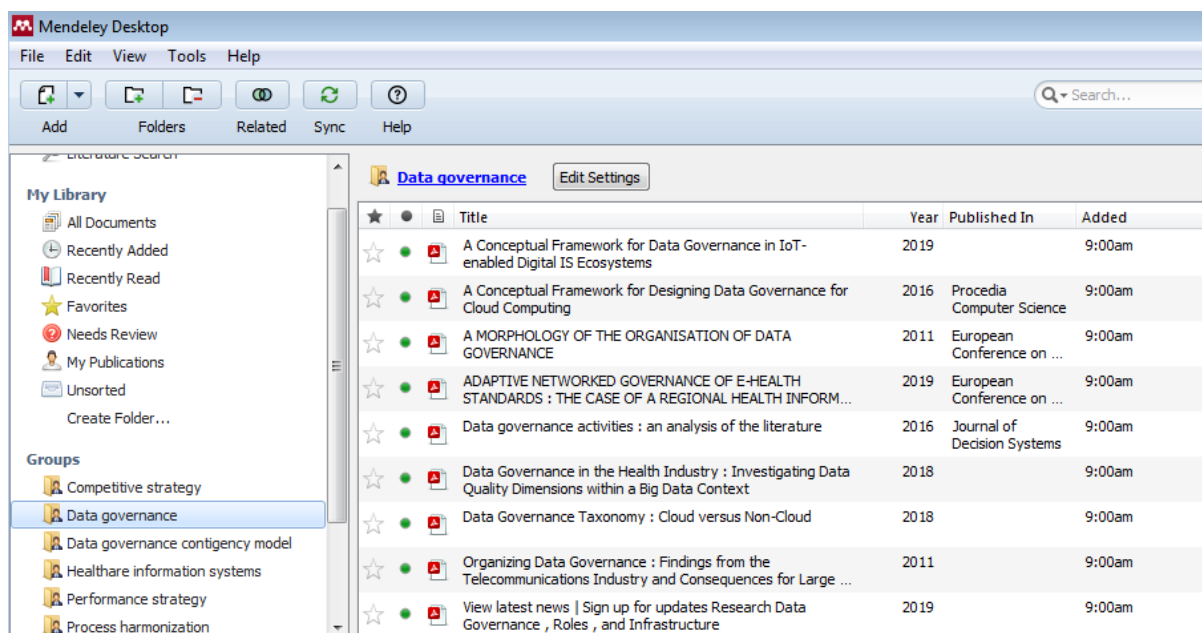 Mendeley Desktop
File Edit View Tools Help
Search...
Add Folders Related Sync Help
Literature Search
My Library
All Documents
Recently Added
Recently Read
Favorites
Needs Review
My Publications
Unsorted
Create Folder...
Groups
Competitive strategy
Data governance
Data governance contigency model
Healthare information systems
Performance strategy
Process harmonization
Data governance Edit Settings
Title Year Published In Added
A Conceptual Framework for Data Governance in IoT-
enabled Digital IS Ecosystems
2019 9:00am
A Conceptual Framework for Designing Data Governance for
Cloud Computing
2016 Procedia
Computer Science
9:00am
A MORPHOLOGY OF THE ORGANISATION OF DATA
GOVERNANCE
2011 European
Conference on ...
9:00am
ADAPTIVE NETWORKED GOVERNANCE OF E-HEALTH
STANDARDS : THE CASE OF A REGIONAL HEALTH INFORM...
2019 European
Conference on ...
9:00am
Data governance activities : an analysis of the literature
2016 Journal of
Decision Systems
9:00am
Data Governance in the Health Industry : Investigating Data
Quality Dimensions within a Big Data Context
2018 9:00am
Data Governance Taxonomy : Cloud versus Non-Cloud
2018 9:00am
Organizing Data Governance : Findings from the
Telecommunications Industry and Consequences for Large ...
2011 9:00am
View latest news | Sign up for updates Research Data
Governance , Roles , and Infrastructure
2019 9:00am